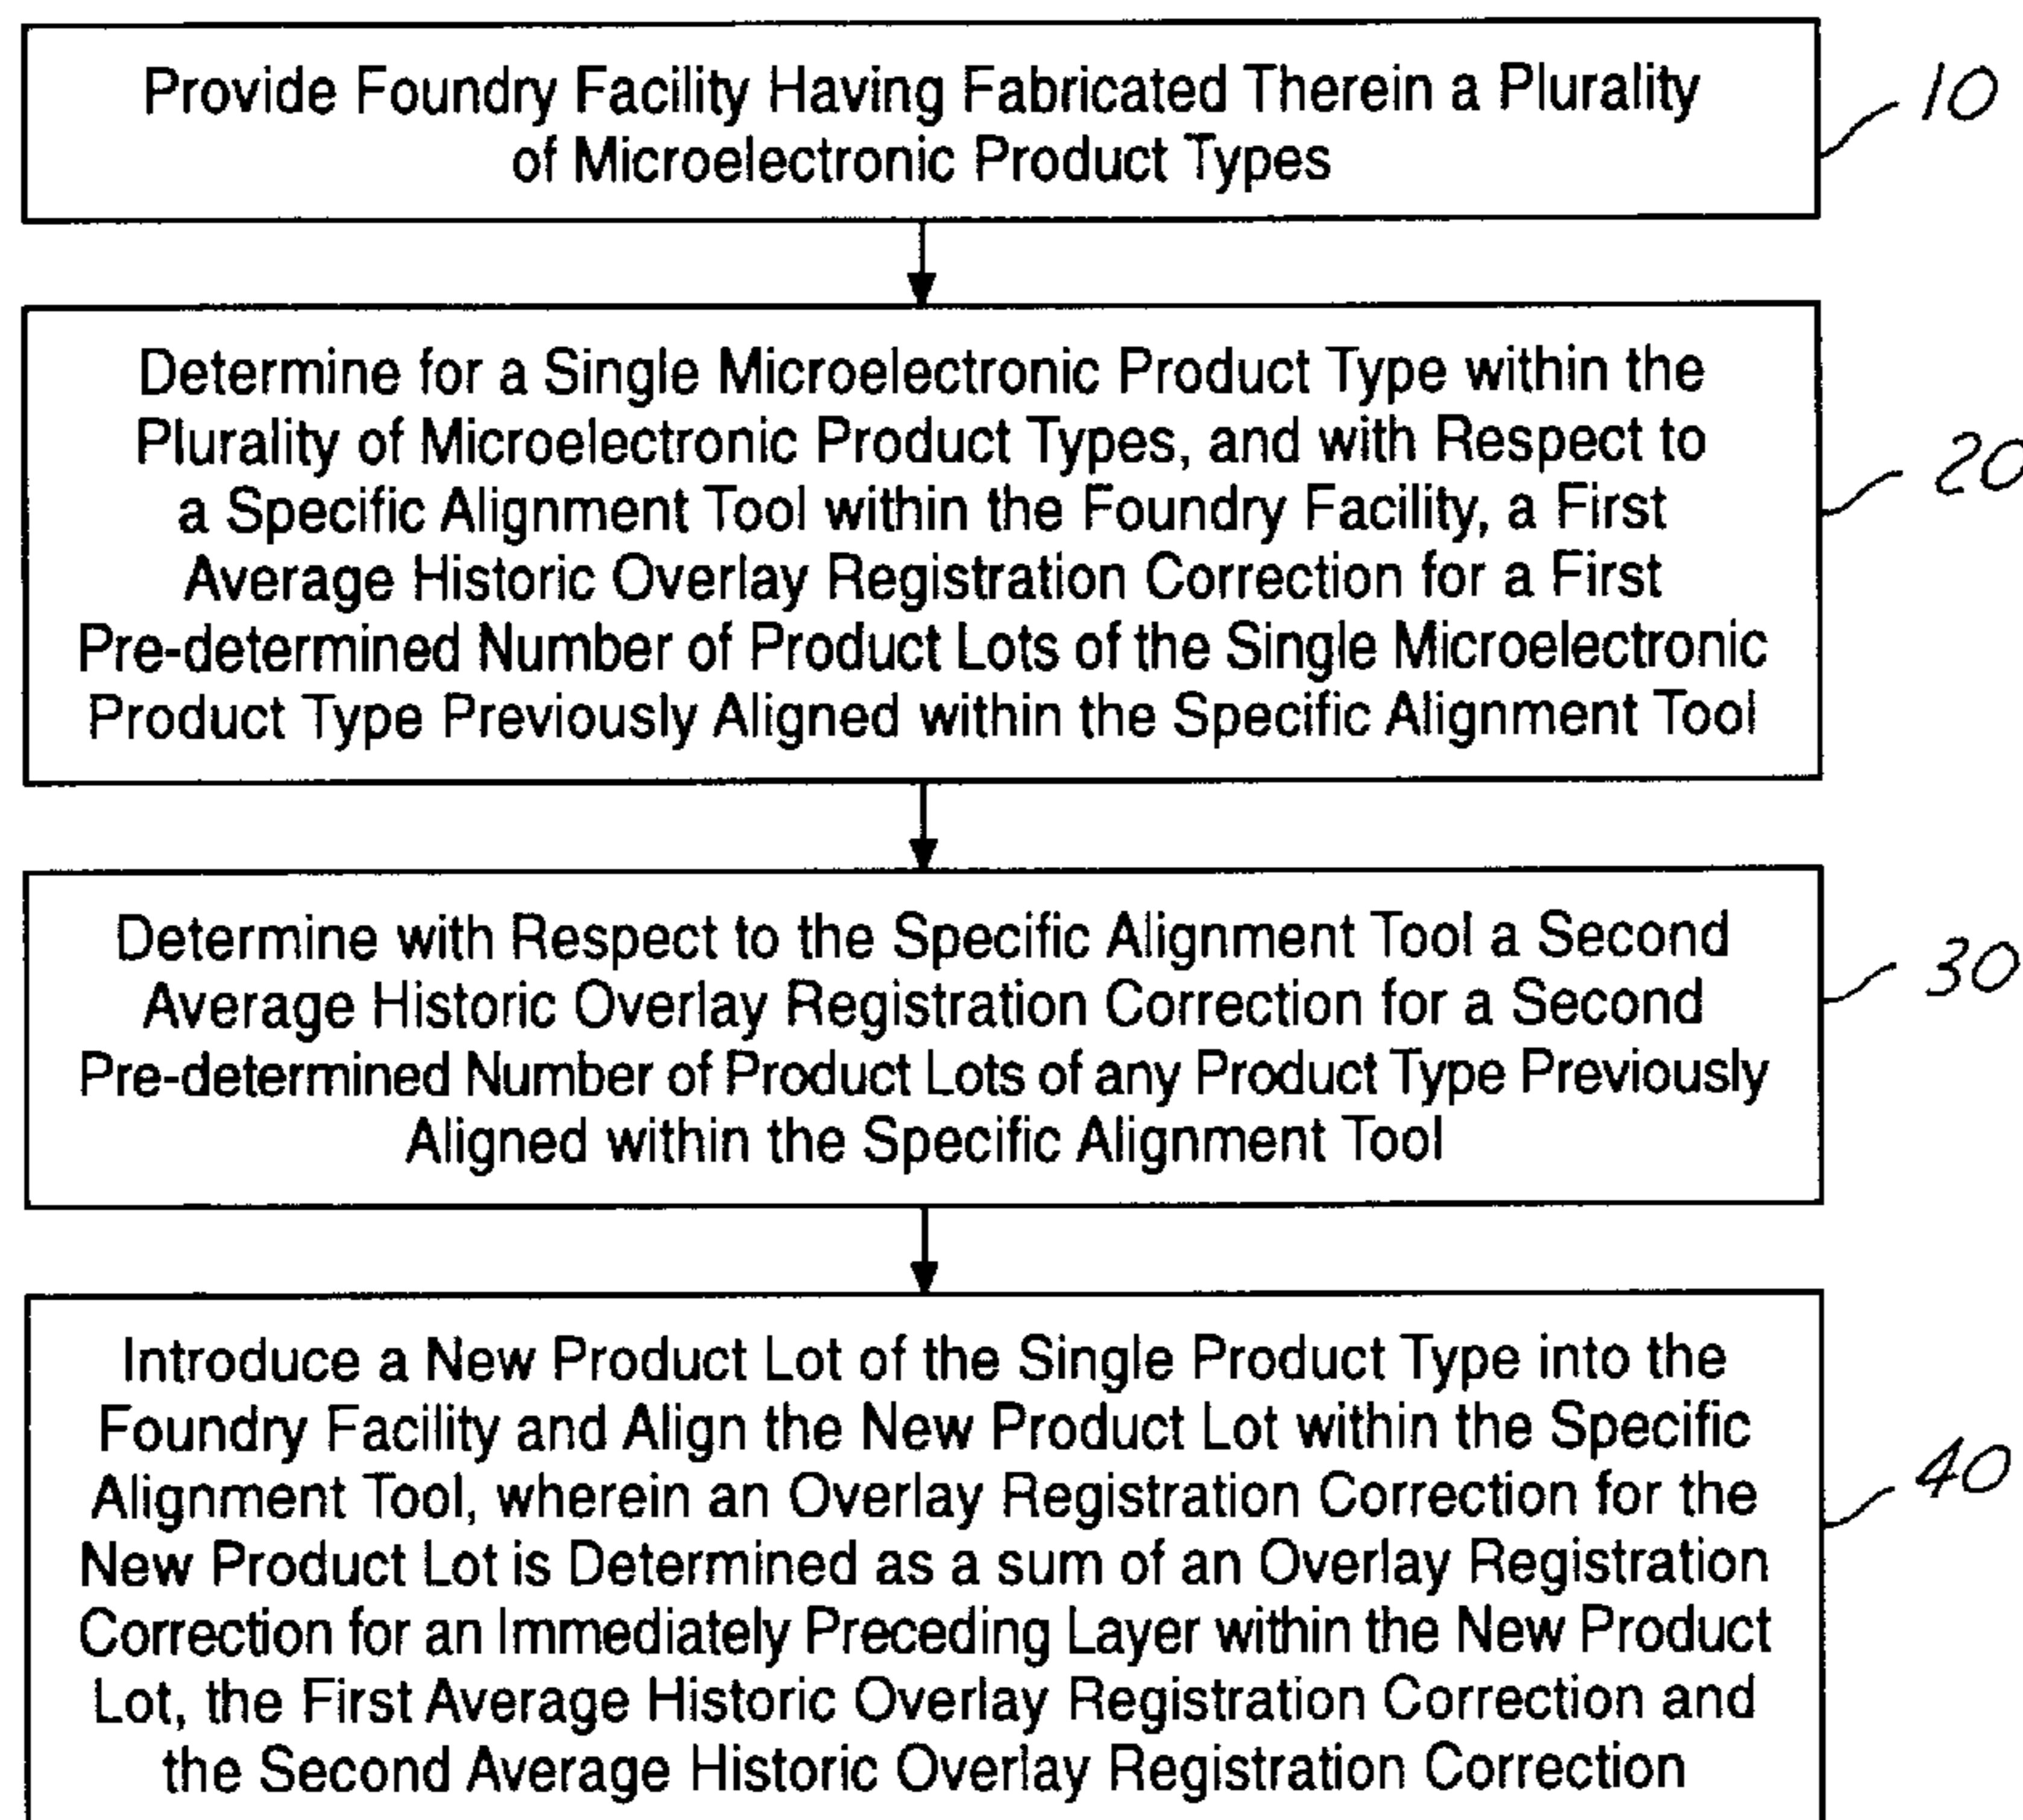 Provide Foundry Facility Having Fabricated Therein a Plurality
of Microelectronic Product Types
10
Determine for a Single Microelectronic Product Type within the
Plurality of Microelectronic Product Types, and with Respect to
a Specific Alignment Tool within the Foundry Facility, a First
Average Historic Overlay Registration Correction for a First
Pre-determined Number of Product Lots of the Single Microelectronic
Product Type Previously Aligned within the Specific Alignment Tool
20
Determine with Respect to the Specific Alignment Tool a Second
Average Historic Overlay Registration Correction for a Second
Pre-determined Number of Product Lots of any Product Type Previously
Aligned within the Specific Alignment Tool
30
Introduce a New Product Lot of the Single Product Type into the
Foundry Facility and Align the New Product Lot within the Specific
Alignment Tool, wherein an Overlay Registration Correction for the
New Product Lot is Determined as a sum of an Overlay Registration
Correction for an Immediately Preceding Layer within the New Product
Lot, the First Average Historic Overlay Registration Correction and
the Second Average Historic Overlay Registration Correction
40